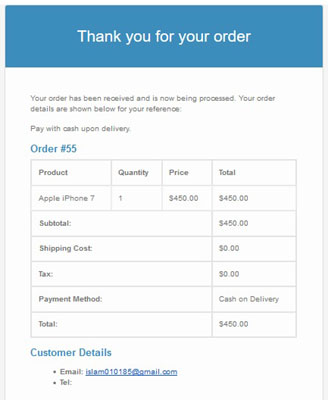 Thank you for your order
Your order has been received and is now being processed. Your order
details are shown below for your reference:
Pay with cash upon delivery.
Order #55
Product Quantity Price Total
Apple iPhone 7 1 $450.00 $450.00
Subtotal: $450.00
Shipping Cost: $0.00
Tax: $0.00
Payment Method: Cash on Delivery
Total: $450.00
Customer Details
• Email: islam010185@gmail.com
• Tel: